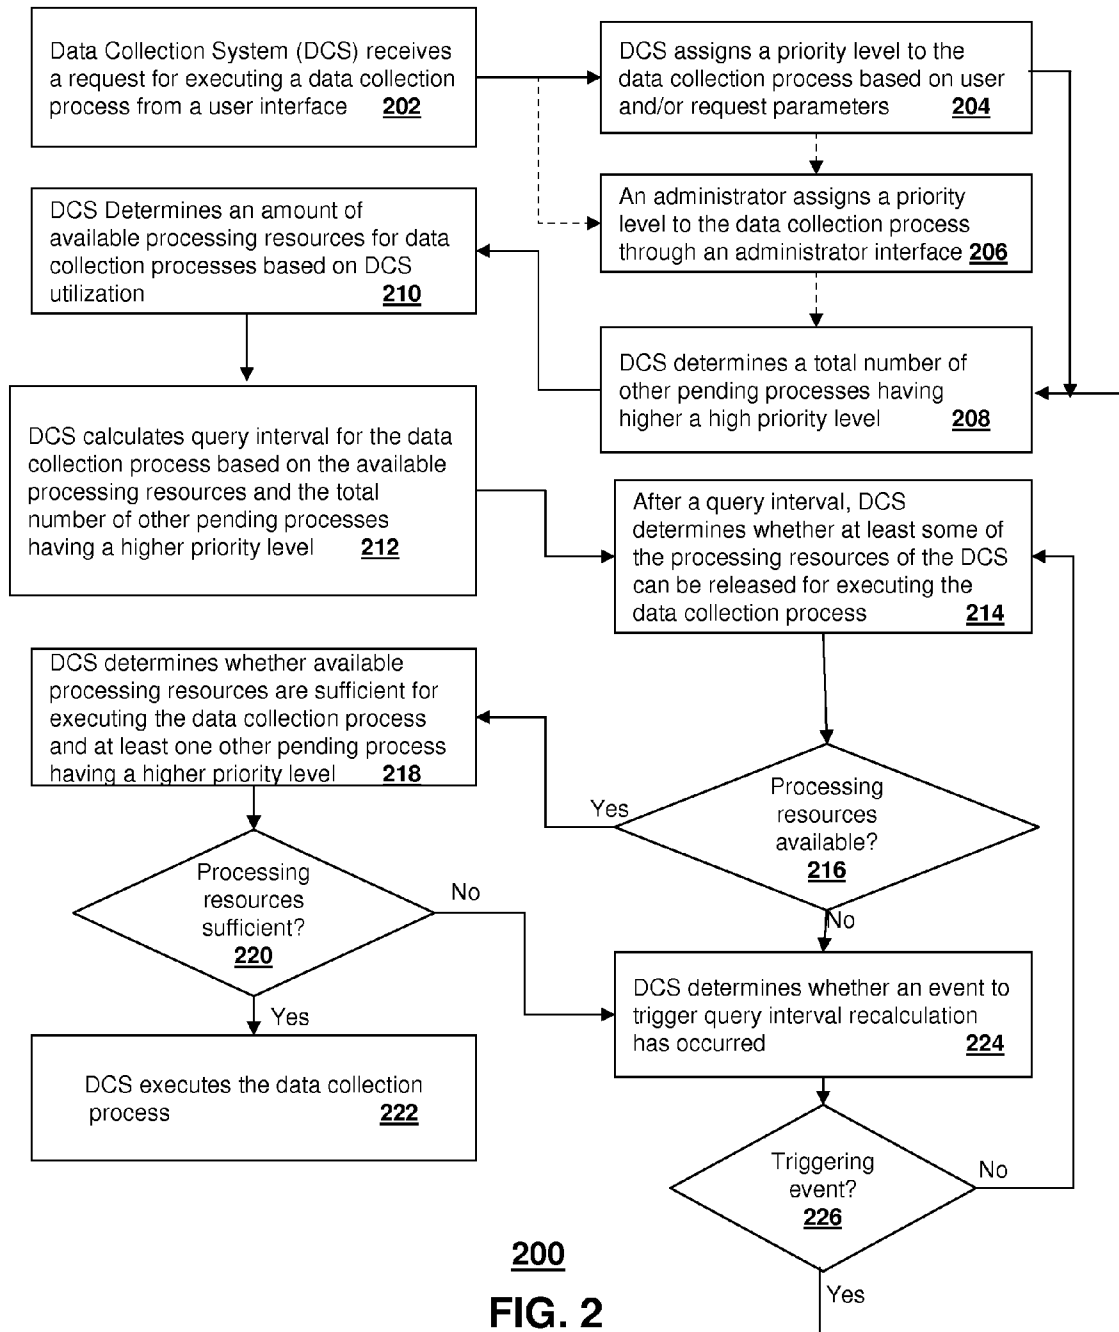 Data Collection System (DCS) receives
a request for executing a data collection
process from a user interface 202
DCS assigns a priority level to the
data collection process based on user
and/or request parameters 204
An administrator assigns a priority
level to the data collection process
through an administrator interface 206
DCS determines a total number of
other pending processes having
higher a high priority level 208
DCS Determines an amount of
available processing resources for data
collection processes based on DCS
utilization 210
DCS calculates query interval for the data
collection process based on the available
processing resources and the total
number of other pending processes
having a higher priority level 212
After a query interval, DCS
determines whether at least some of
the processing resources of the DCS
can be released for executing the
data collection process 214
Processing
resources
available?
216
Yes
No
DCS determines whether available
processing resources are sufficient for
executing the data collection process
and at least one other pending process
having a higher priority level 218
Processing
resources
sufficient?
220
No
Yes
DCS executes the data collection
process 222
DCS determines whether an event to
trigger query interval recalculation
has occurred 224
Triggering
event?
226
No
Yes
200
FIG. 2